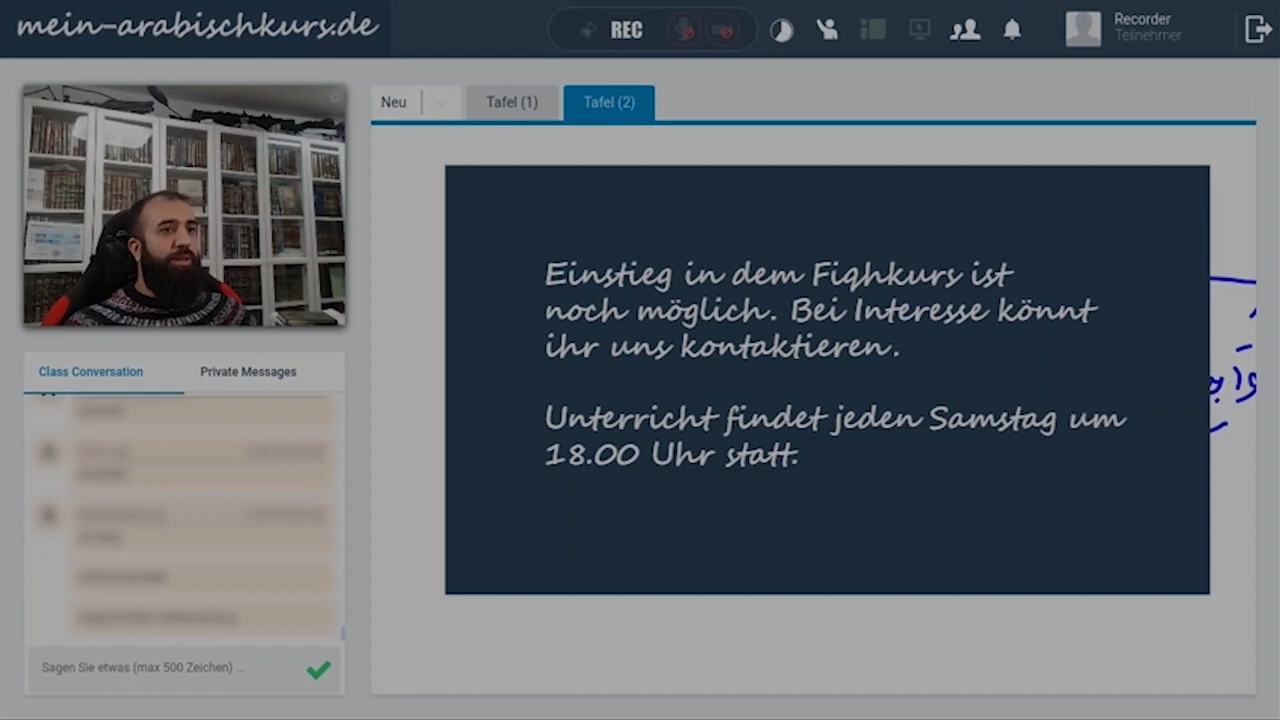 mein-arabischkurs.de
REC
Recorder
Teilnehmer
Neu
Tafel (1)
Tafel (2)
Einstieg in dem Fiqhkurs ist
noch möglich. Bei Interesse könnt
ihr uns kontaktieren.
Unterricht findet jeden Samstag um
18.00 Uhr statt.
Class Conversation
Private Messages
Sagen Sie etwas (max 500 Zeichen) ...